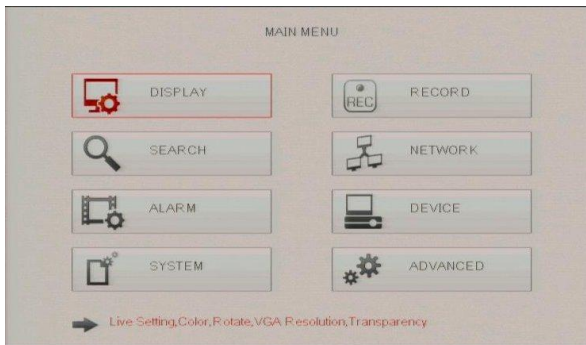 MAIN MENU
DISPLAY
RECORD
REC
SEARCH
NETWORK
ALARM
DEVICE
SYSTEM
ADVANCED
Live Setting,Color,Rotate,VGA Resolution,Transparency